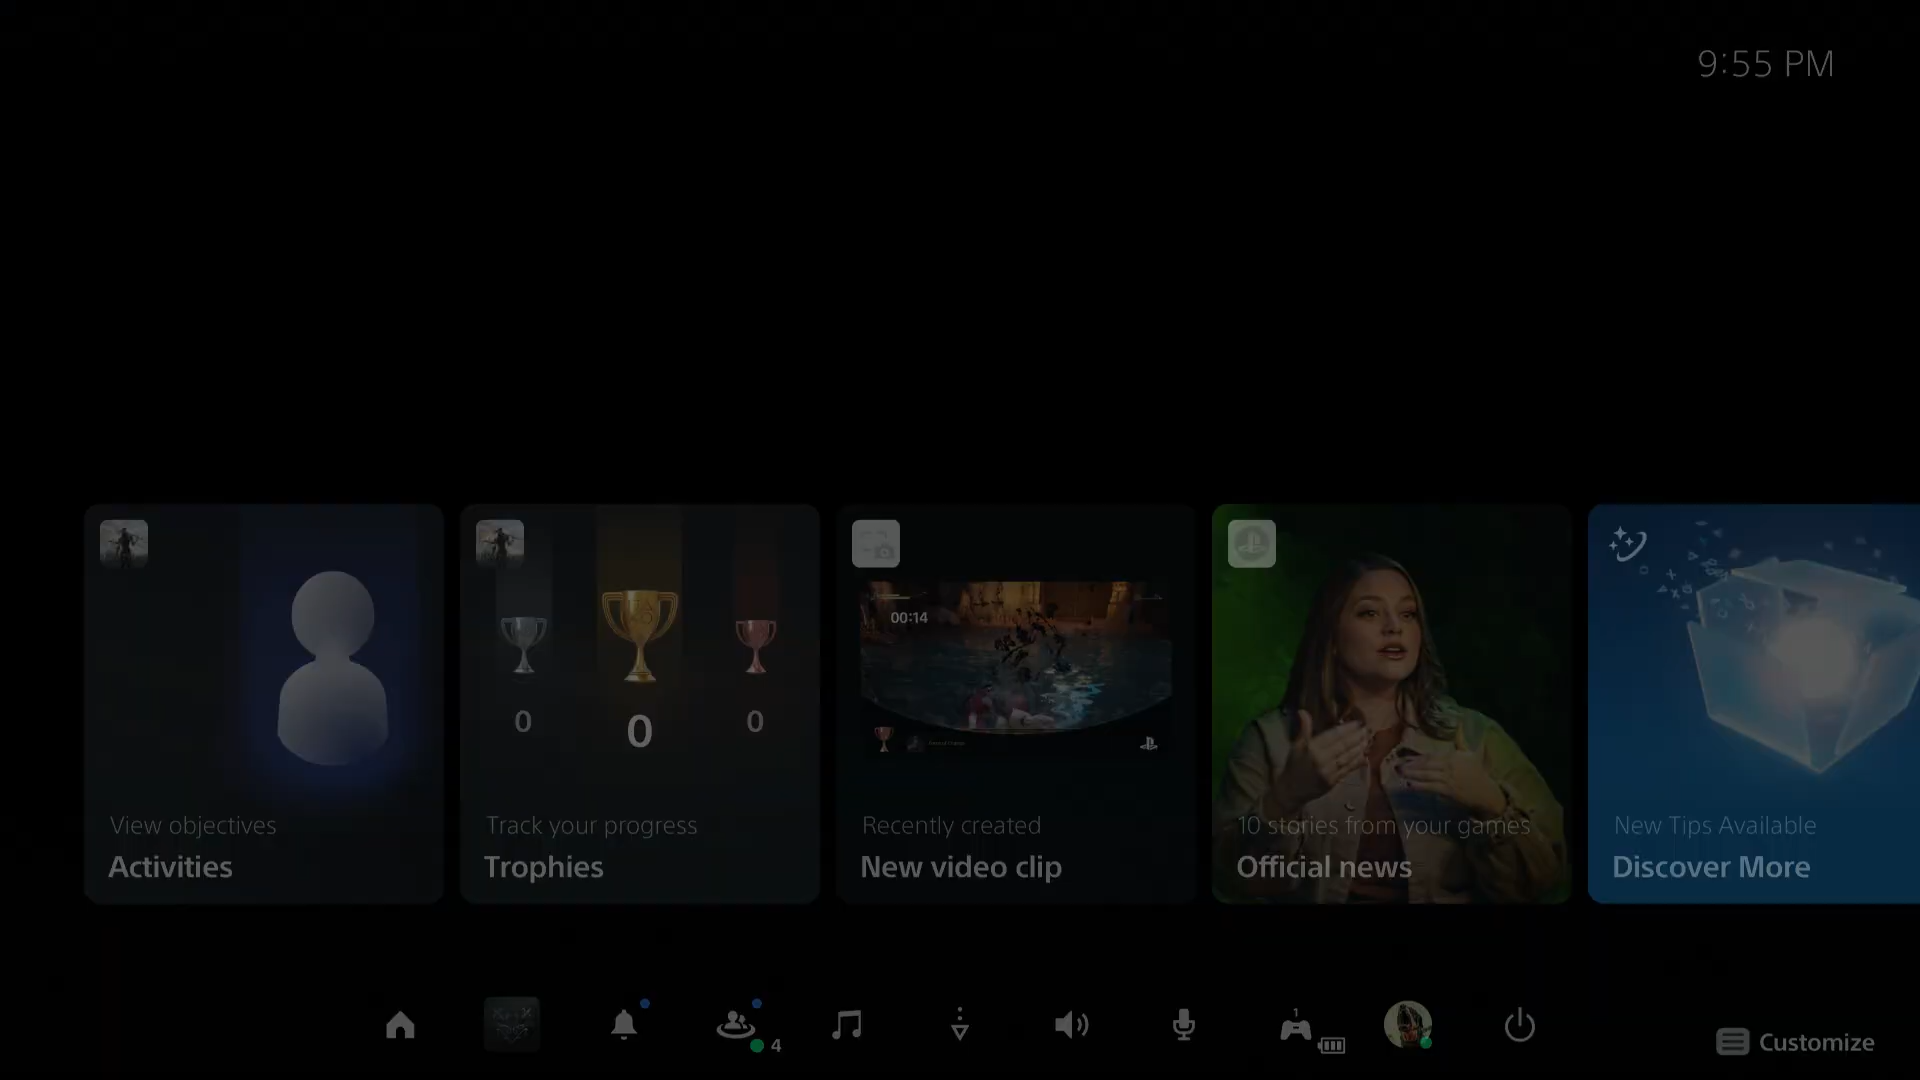 9:55 PM
00:14
0
0
0
View objectives
Activities
Track your progress
Trophies
Recently created
New video clip
10 stories from your games
Official news
New Tips Available
Discover More
4
1
Customize